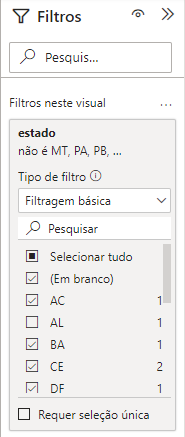 Filtros
Pesquis...
Filtros neste visual ...
estado
não é MT, PA, PB, ...
Tipo de filtro
Filtragem básica
Pesquisar
Selecionar tudo
(Em branco)
AC 1
AL 1
BA 1
CE 2
DF 1
Requer seleção única